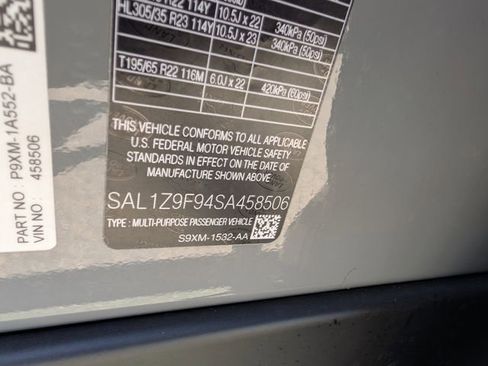 R22 114Y 10.5J x 22 340kPa (50psi)
HL305/35 R23 114Y 10.5J x 23 340kPa (50psi)
T195/65 R22 116M 6.0J x 22 420kPa (60psi)
THIS VEHICLE CONFORMS TO ALL APPLICABLE
U.S. FEDERAL MOTOR VEHICLE SAFETY
STANDARDS IN EFFECT ON THE DATE OF
MANUFACTURE SHOWN ABOVE.
SAL1Z9F94SA458506
TYPE : MULTI-PURPOSE PASSENGER VEHICLE
S9XM-1532-AA
PART NO : P9XM-1A552-BA
VIN NO : 458506